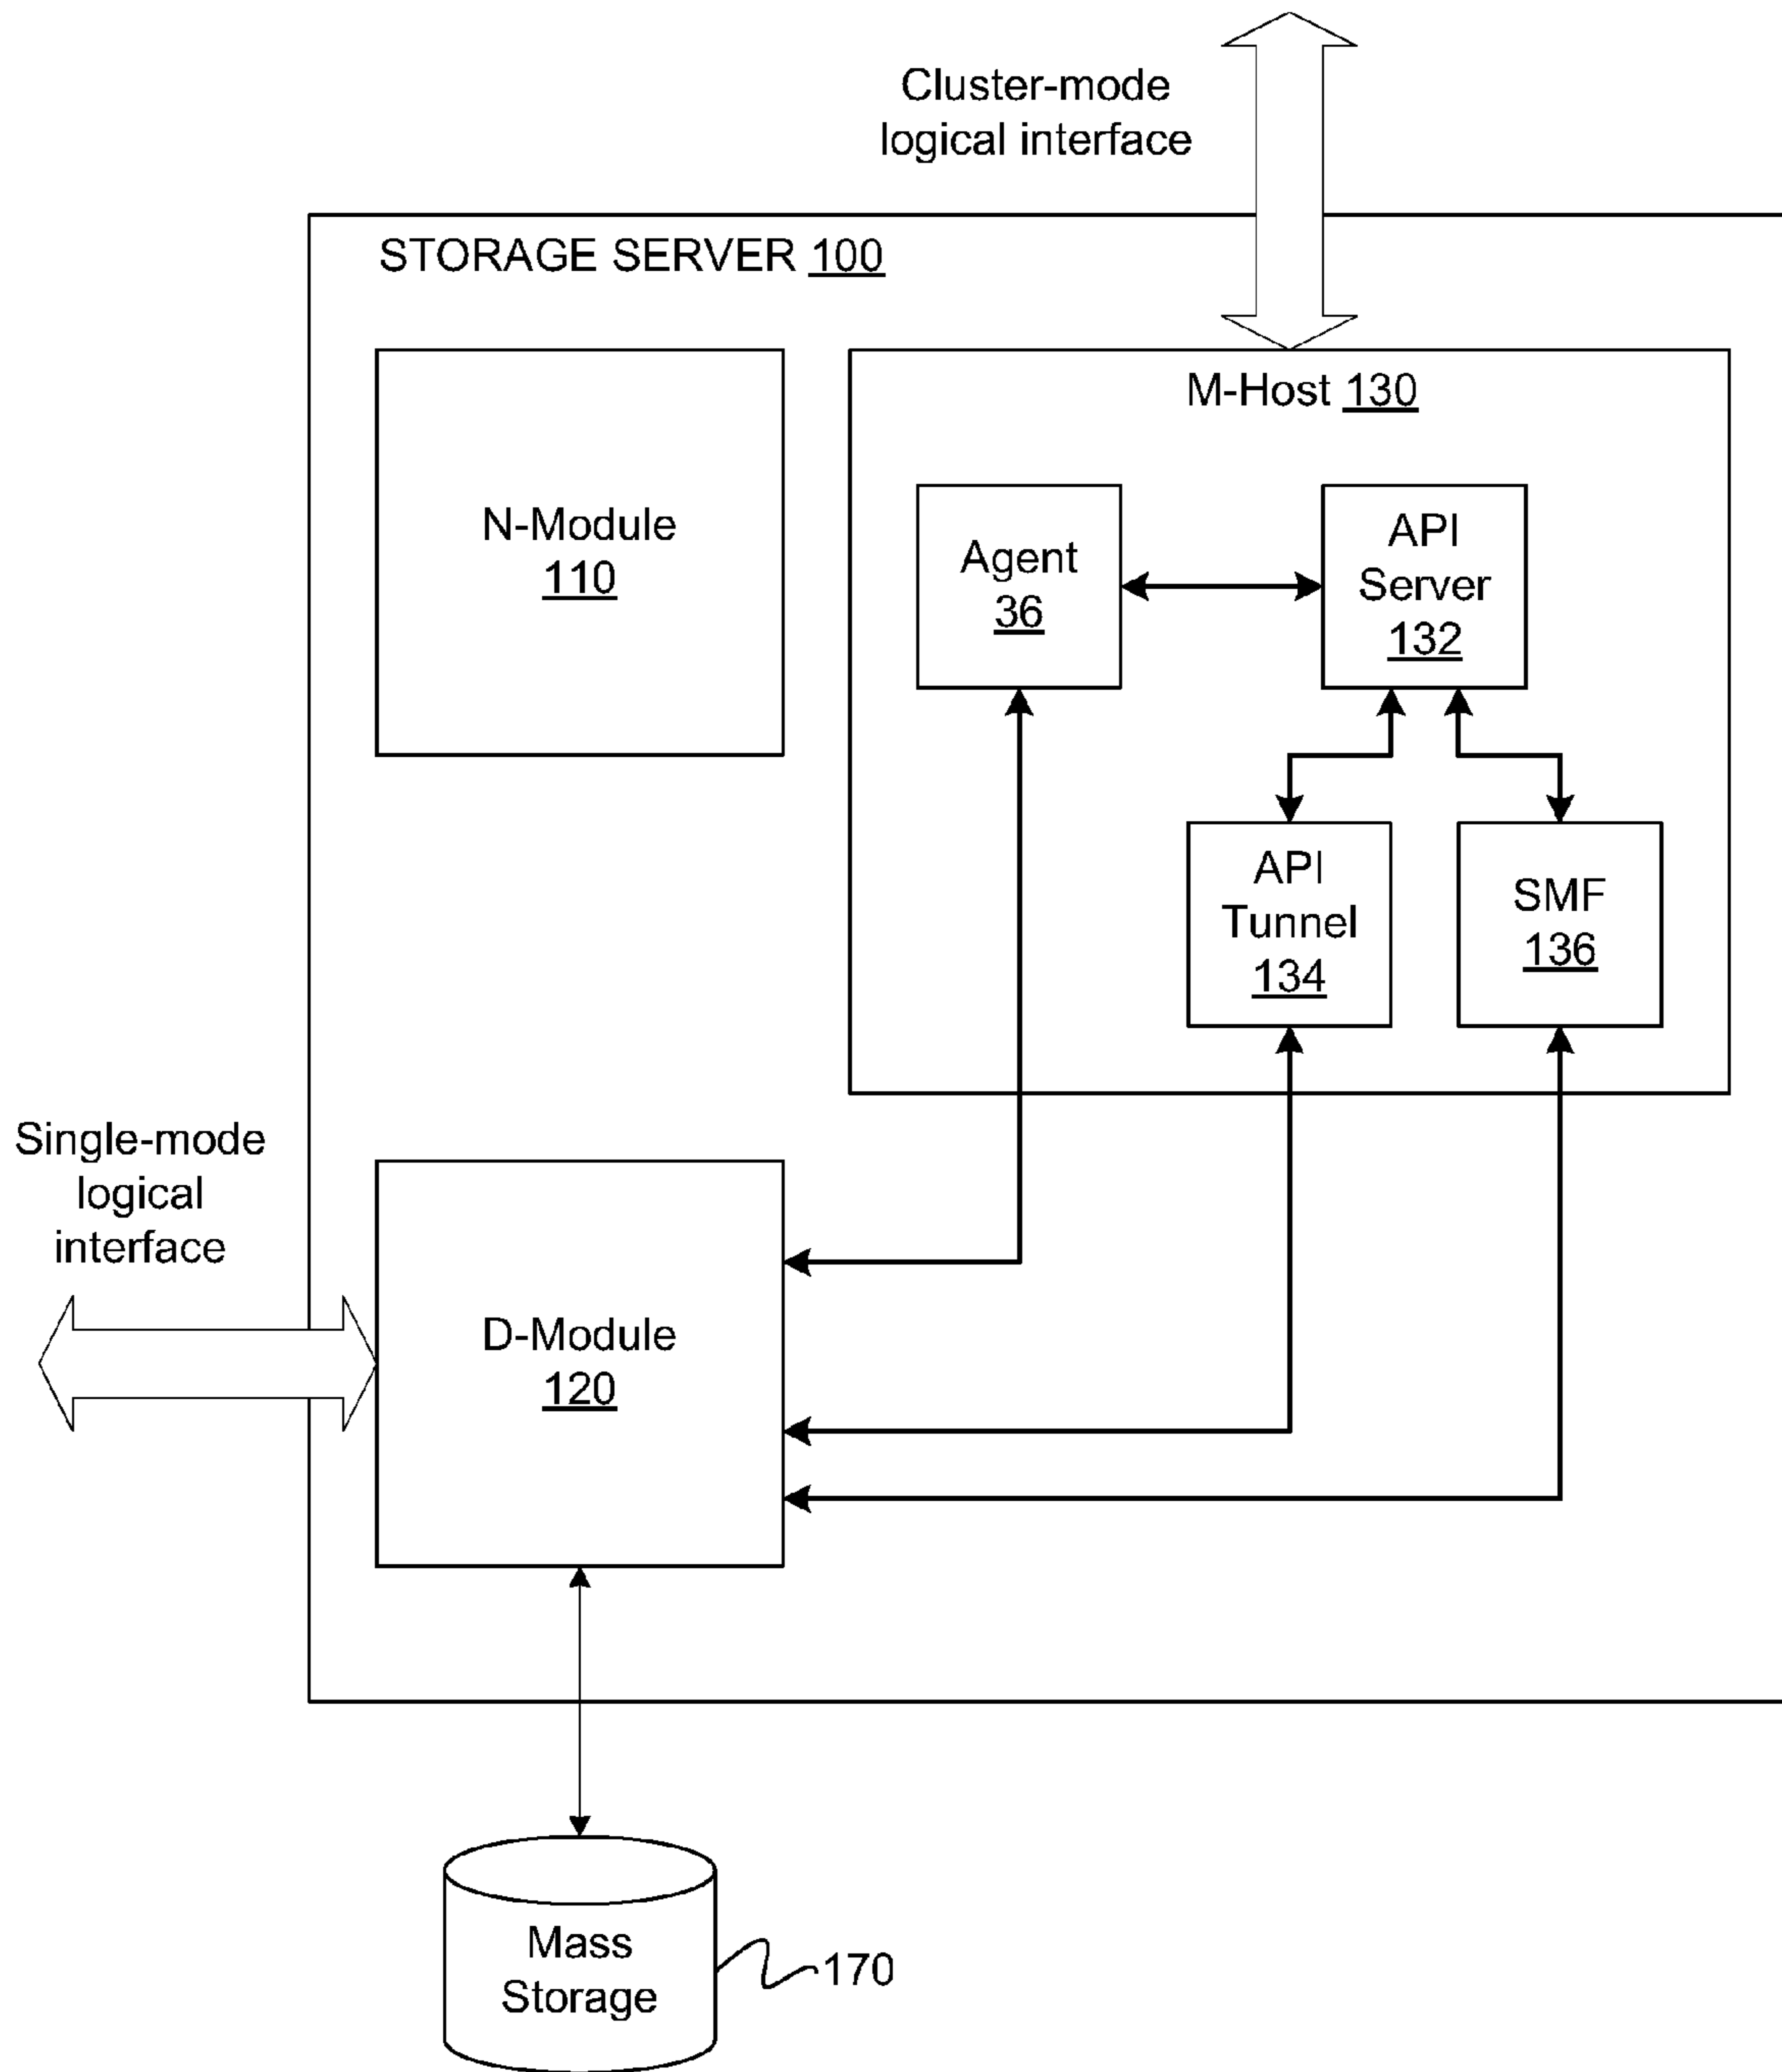 Cluster-mode
logical interface
STORAGE SERVER 100
M-Host 130
N-Module
110
Agent
36
API
Server
132
API
Tunnel
134
SMF
136
Single-mode
logical
interface
D-Module
120
Mass
Storage
170